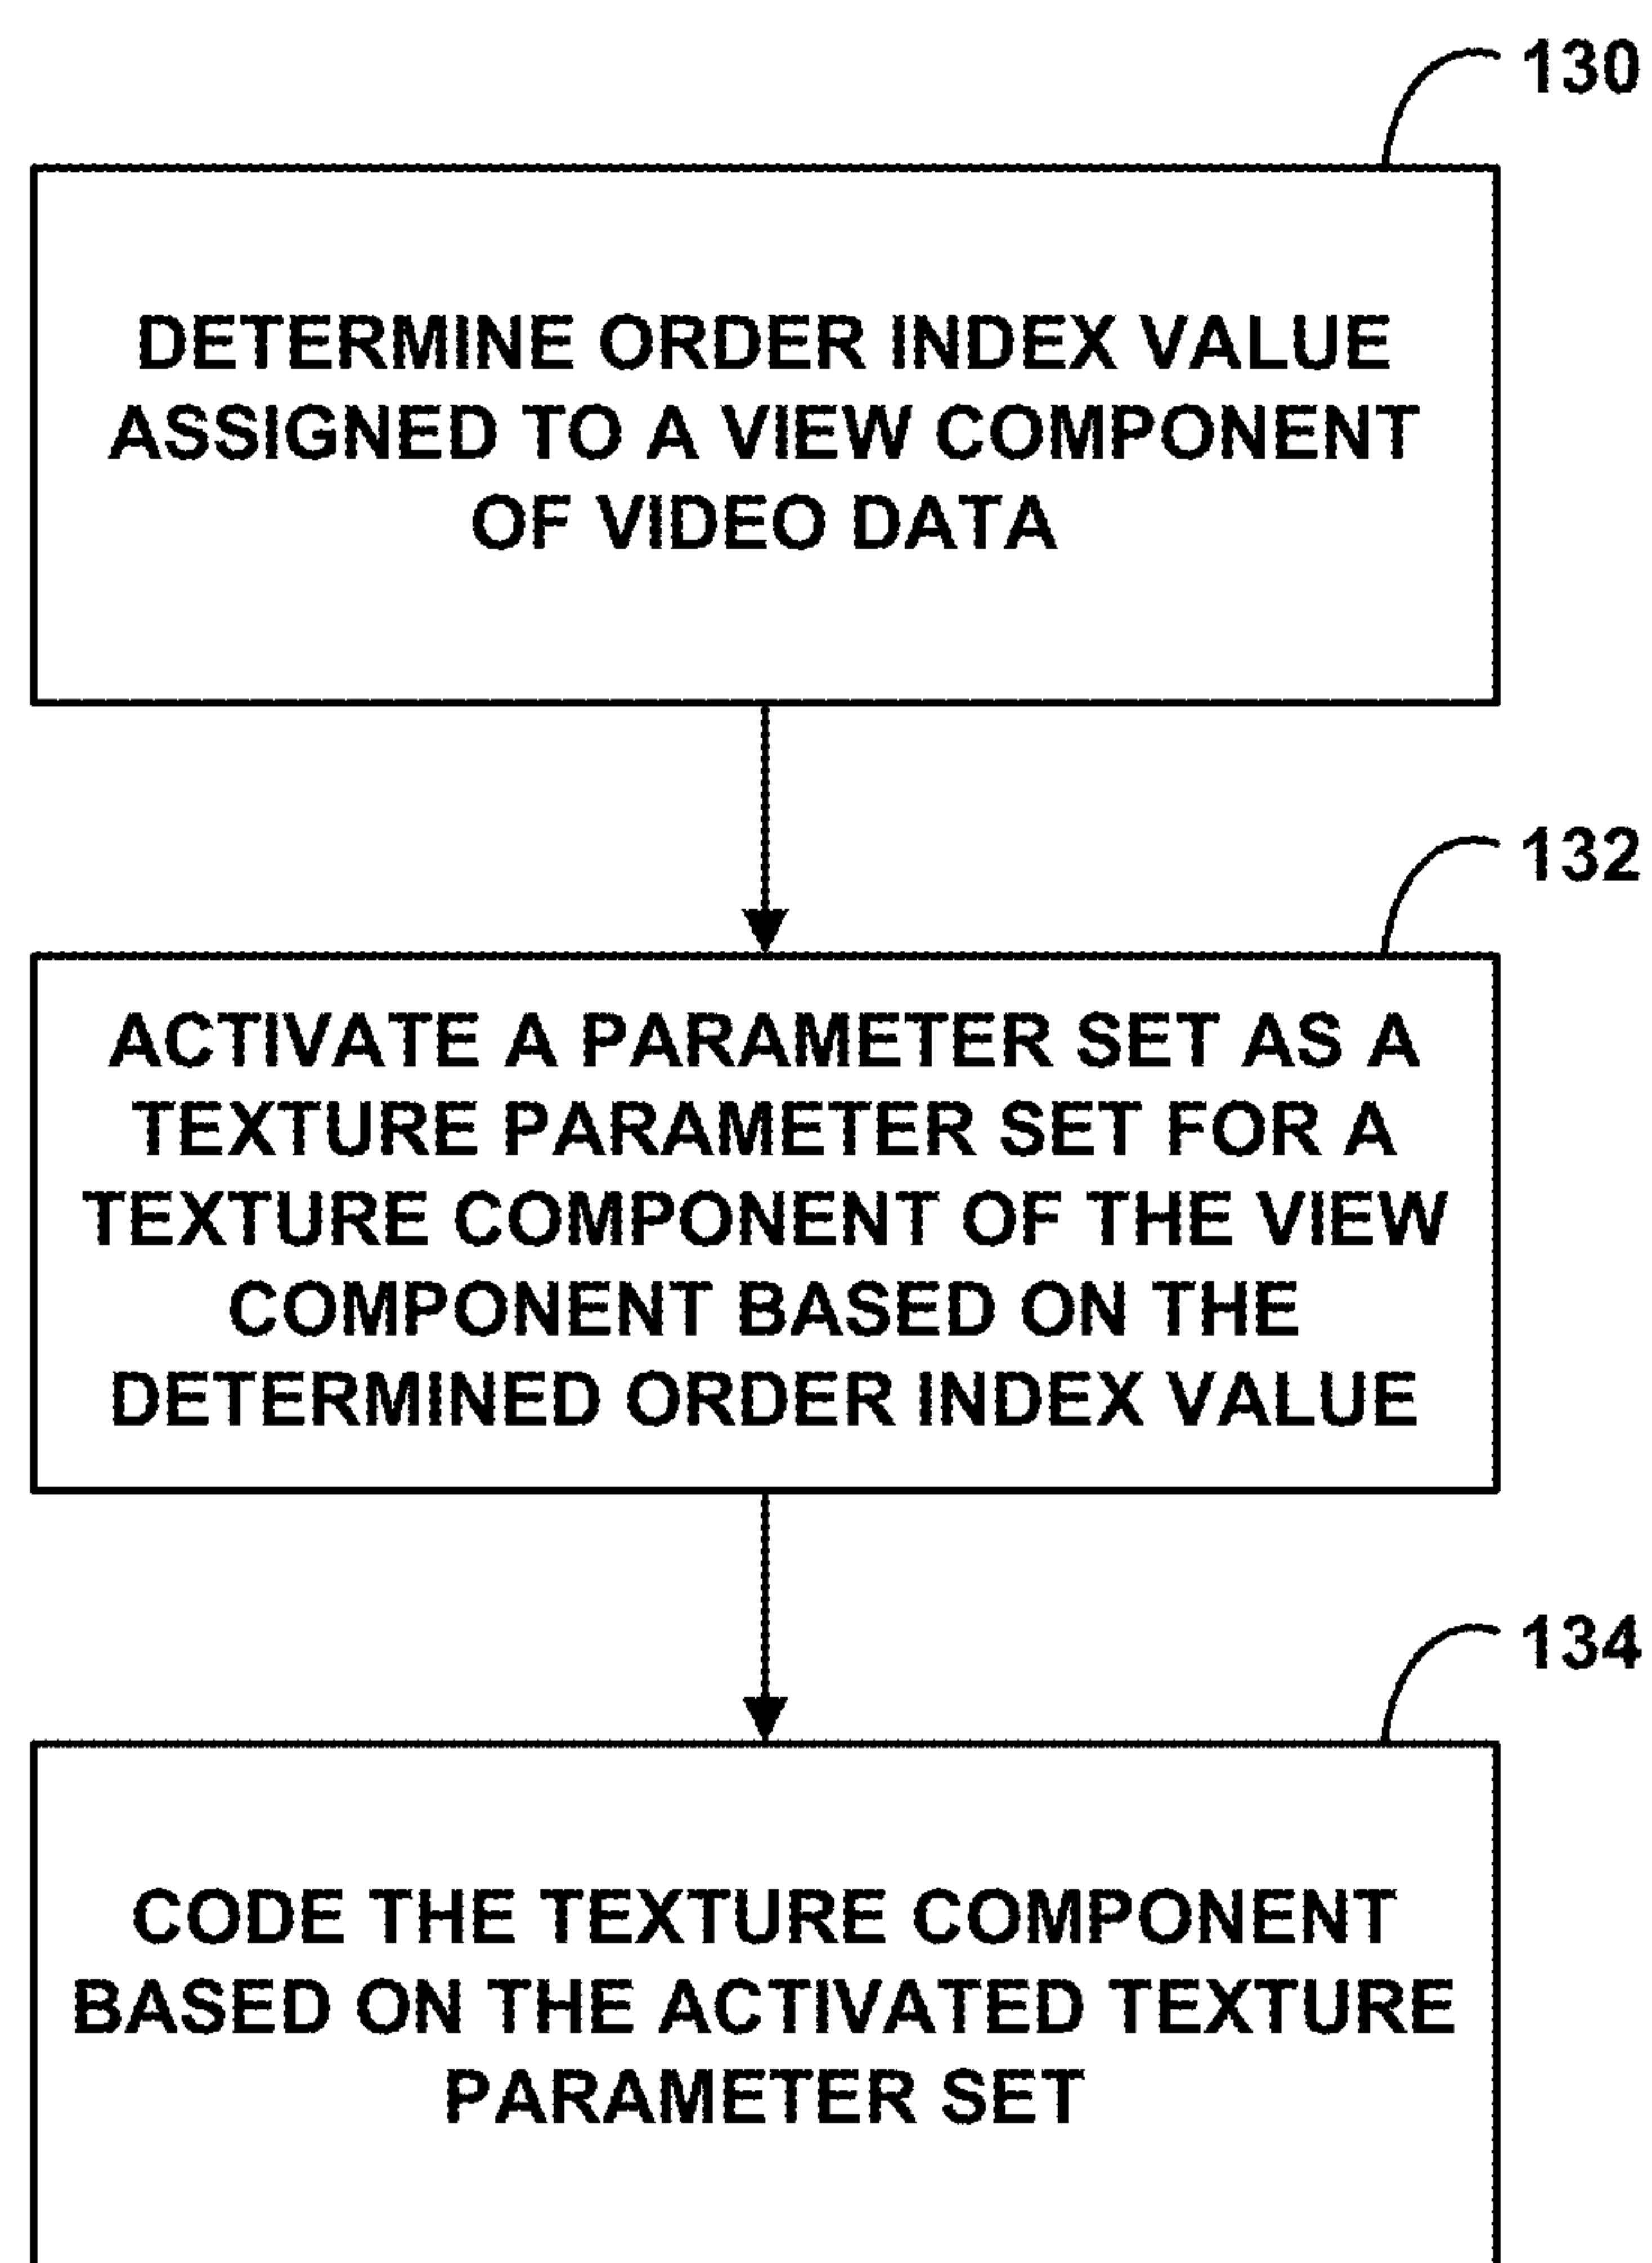 130
DETERMINE ORDER INDEX VALUE
ASSIGNED TO A VIEW COMPONENT
OF VIDEO DATA
132
ACTIVATE A PARAMETER SET AS A
TEXTURE PARAMETER SET FOR A
TEXTURE COMPONENT OF THE VIEW
COMPONENT BASED ON THE
DETERMINED ORDER INDEX VALUE
134
CODE THE TEXTURE COMPONENT
BASED ON THE ACTIVATED TEXTURE
PARAMETER SET